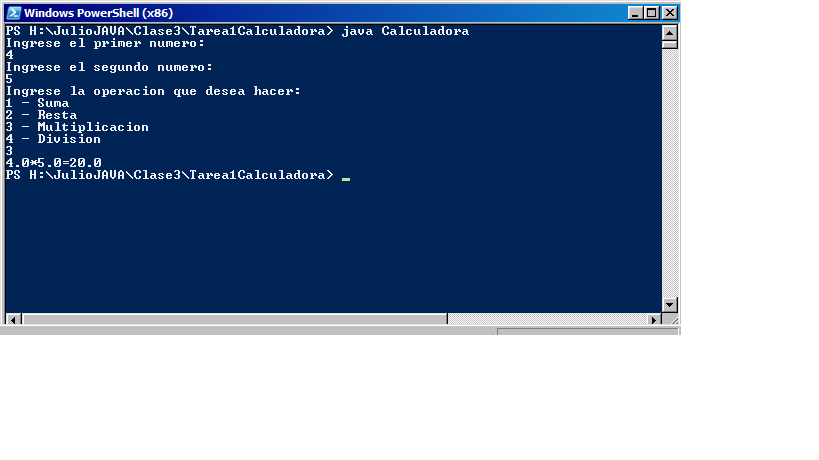 Windows PowerShell (x86)
PS H:\JulioJAVA\Clase3\Tarea1Calculadora> java Calculadora
Ingrese el primer numero:
4
Ingrese el segundo numero:
5
Ingrese la operacion que desea hacer:
1 - Suma
2 - Resta
3 - Multiplicacion
4 - Division
3
4.0*5.0=20.0
PS H:\JulioJAVA\Clase3\Tarea1Calculadora>